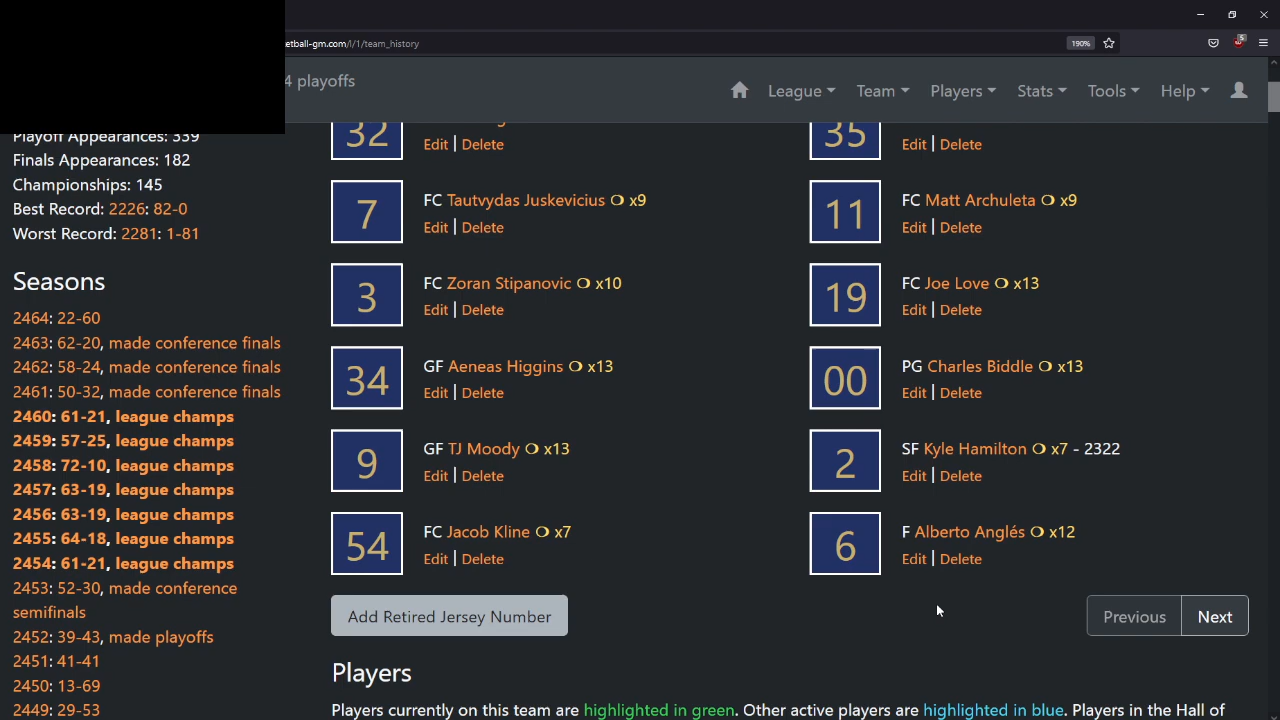 etball-gm.com/l/1/team_history
190%
4 playoffs
League
Team
Players
Stats
Tools
Help
Playoff Appearances: 339
Finals Appearances: 182
Championships: 145
Best Record: 2226: 82-0
Worst Record: 2281: 1-81
Seasons
2464: 22-60
2463: 62-20, made conference finals
2462: 58-24, made conference finals
2461: 50-32, made conference finals
2460: 61-21, league champs
2459: 57-25, league champs
2458: 72-10, league champs
2457: 63-19, league champs
2456: 63-19, league champs
2455: 64-18, league champs
2454: 61-21, league champs
2453: 52-30, made conference
semifinals
2452: 39-43, made playoffs
2451: 41-41
2450: 13-69
2449: 29-53
32
Edit | Delete
35
Edit | Delete
7
FC Tautvydas Juskevicius x9
Edit | Delete
11
FC Matt Archuleta x9
Edit | Delete
3
FC Zoran Stipanovic x10
Edit | Delete
19
FC Joe Love x13
Edit | Delete
34
GF Aeneas Higgins x13
Edit | Delete
00
PG Charles Biddle x13
Edit | Delete
9
GF TJ Moody x13
Edit | Delete
2
SF Kyle Hamilton x7 - 2322
Edit | Delete
54
FC Jacob Kline x7
Edit | Delete
6
F Alberto Anglés x12
Edit | Delete
Add Retired Jersey Number
Previous
Next
Players
Players currently on this team are highlighted in green. Other active players are highlighted in blue. Players in the Hall of